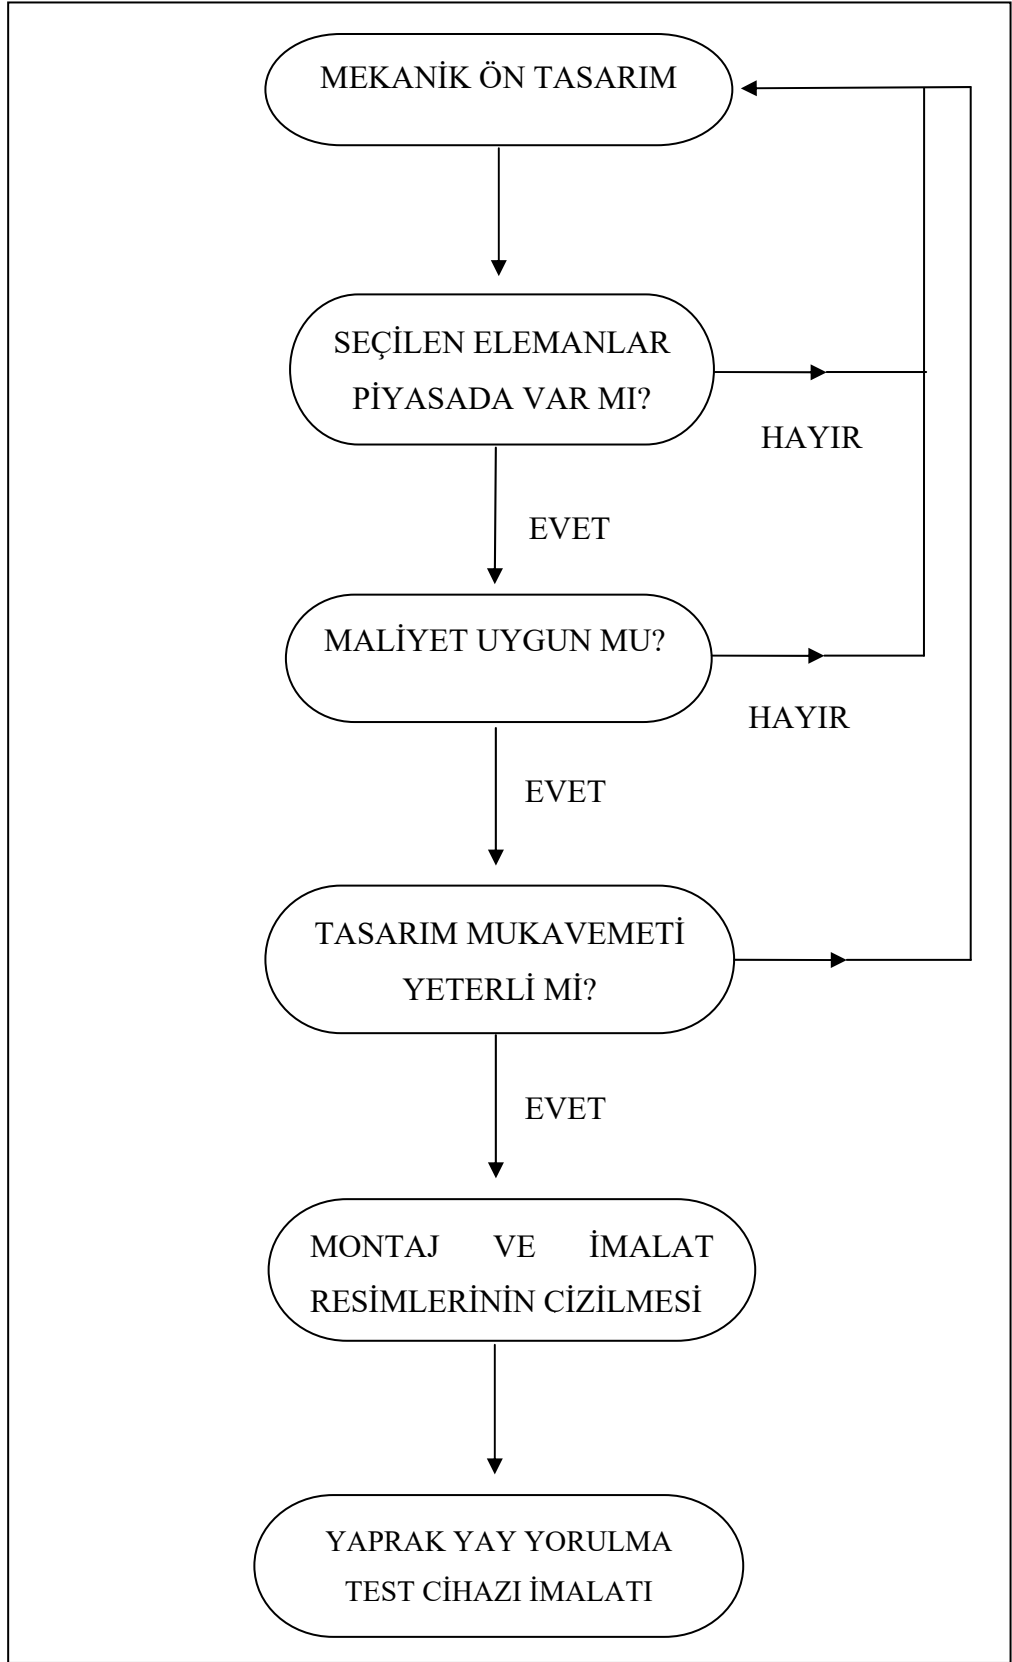 MEKANİK ÖN TASARIM
SEÇİLEN ELEMANLAR
PİYASADA VAR MI?
HAYIR
EVET
MALİYET UYGUN MU?
HAYIR
EVET
TASARIM MUKAVEMETİ
YETERLİ Mİ?
EVET
MONTAJ VE İMALAT
RESİMLERİNİN ÇİZİLMESİ
YAPRAK YAY YORULMA
TEST CİHAZI İMALATI